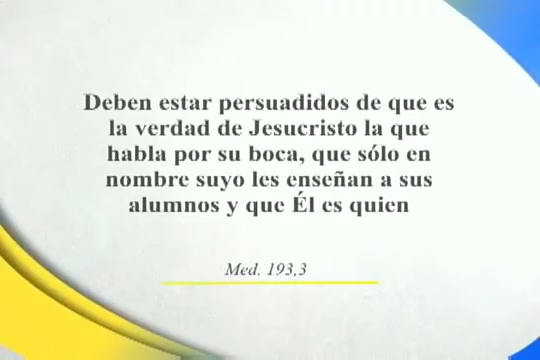 Deben estar persuadidos de que es
la verdad de Jesucristo la que
habla por su boca, que sólo en
nombre suyo les enseñan a sus
alumnos y que Él es quien
Med. 193,3